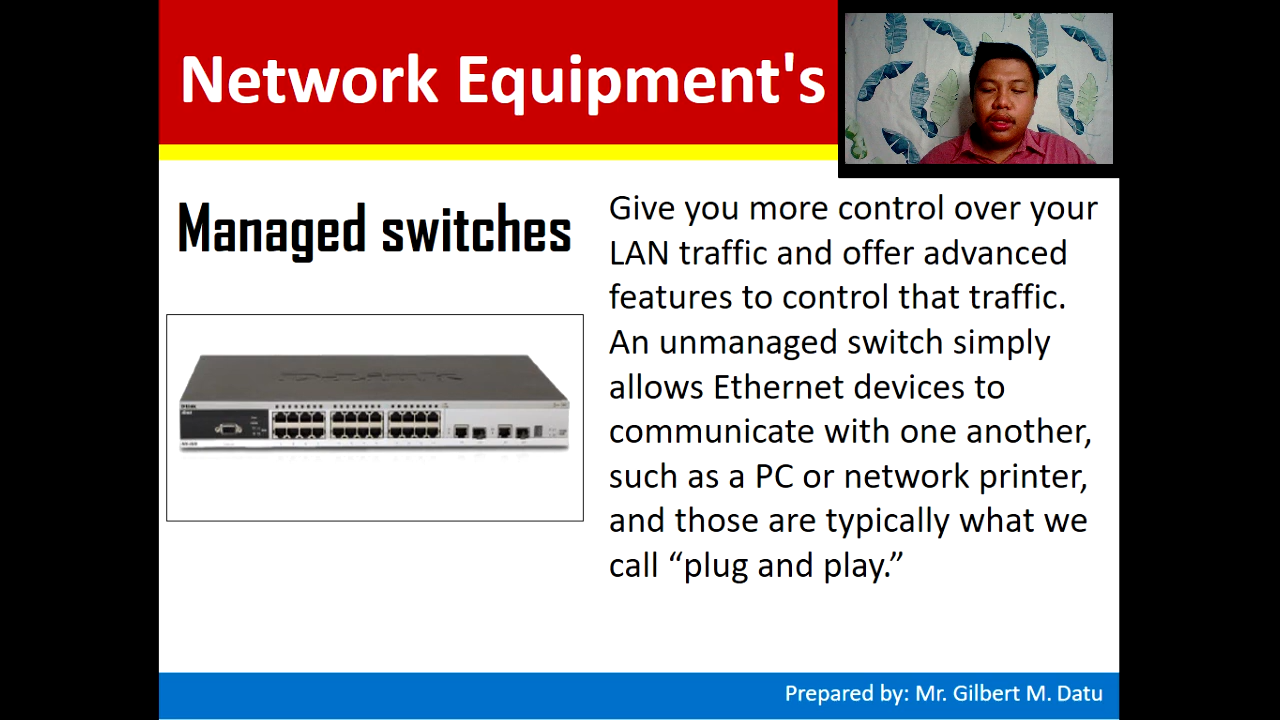 Network Equipment's
Managed switches
Give you more control over your
LAN traffic and offer advanced
features to control that traffic.
An unmanaged switch simply
allows Ethernet devices to
communicate with one another,
such as a PC or network printer,
and those are typically what we
call “plug and play.”
D-Link
Prepared by: Mr. Gilbert M. Datu